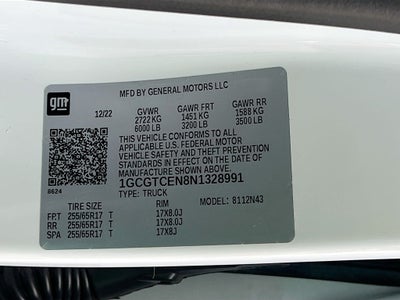 gm
MFD BY GENERAL MOTORS LLC
12/22 GVWR GAWR FRT GAWR RR
2722 KG 1451 KG 1588 KG
6000 LB 3200 LB 3500 LB
THIS VEHICLE CONFORMS TO ALL APPLICABLE
U.S. FEDERAL MOTOR VEHICLE SAFETY
STANDARDS IN EFFECT ON THE DATE OF
MANUFACTURE SHOWN ABOVE.
1GCGTCEN8N1328991
8624 TYPE: TRUCK MODEL: 8112N43
TIRE SIZE RIM
FRT 255/65R17 T 17X8.0J
RR 255/65R17 T 17X8.0J
SPA 255/65R17 T 17X8J